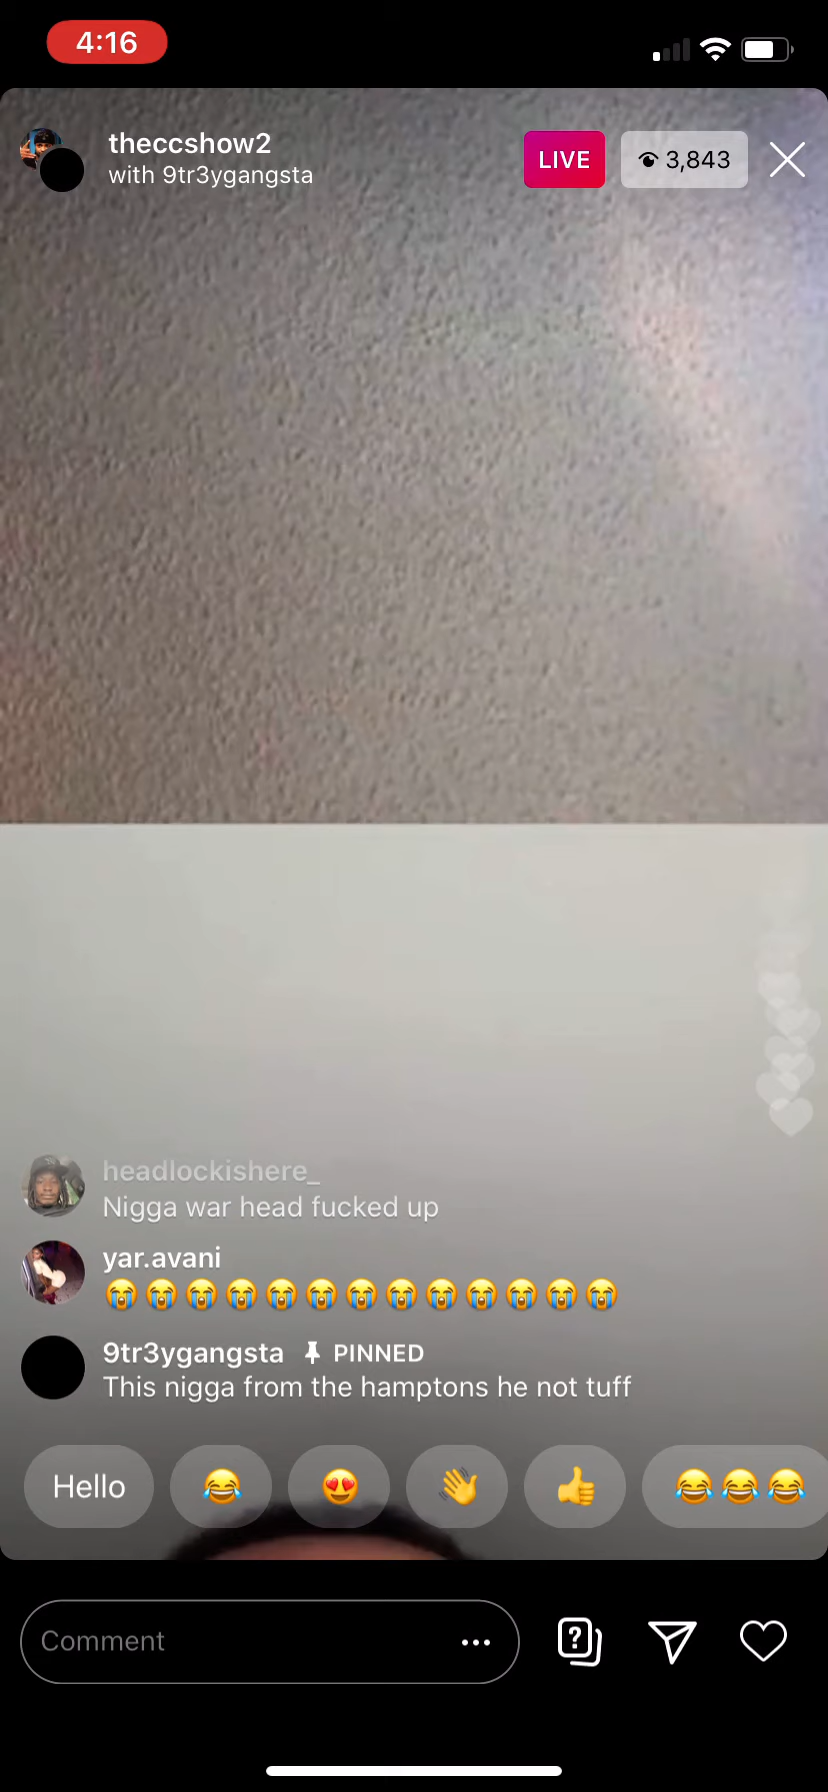 4:16
theccshow2
with 9tr3ygangsta
LIVE
3,843
headlockishere_
Nigga war head fucked up
yar.avani
😭😭😭😭😭😭😭😭😭😭😭😭😭
9tr3ygangsta PINNED
This nigga from the hamptons he not tuff
Hello 😂 😍 👋 👍 😂😂😂
Comment